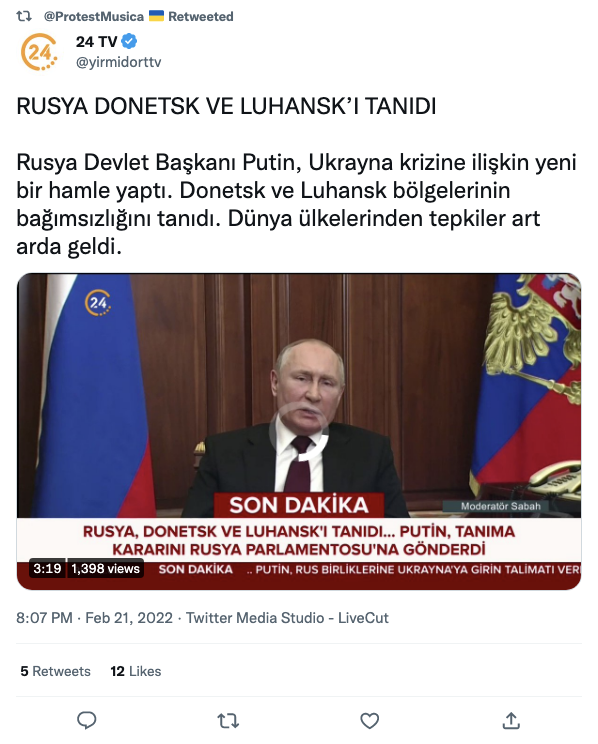 @ProtestMusica 🇺🇦 Retweeted
24 TV
24
@yirmidorttv
RUSYA DONETSK VE LUHANSK’I TANIDI
Rusya Devlet Başkanı Putin, Ukrayna krizine ilişkin yeni
bir hamle yaptı. Donetsk ve Luhansk bölgelerinin
bağımsızlığını tanıdı. Dünya ülkelerinden tepkiler art
arda geldi.
24
SON DAKİKA
Moderatör Sabah
RUSYA, DONETSK VE LUHANSK'I TANIDI... PUTİN, TANIMA
KARARINI RUSYA PARLAMENTOSU'NA GÖNDERDİ
3:19 1,398 views SON DAKİKA .. PUTİN, RUS BİRLİKLERİNE UKRAYNA'YA GİRİN TALİMATI VER
8:07 PM · Feb 21, 2022 · Twitter Media Studio - LiveCut
5 Retweets 12 Likes